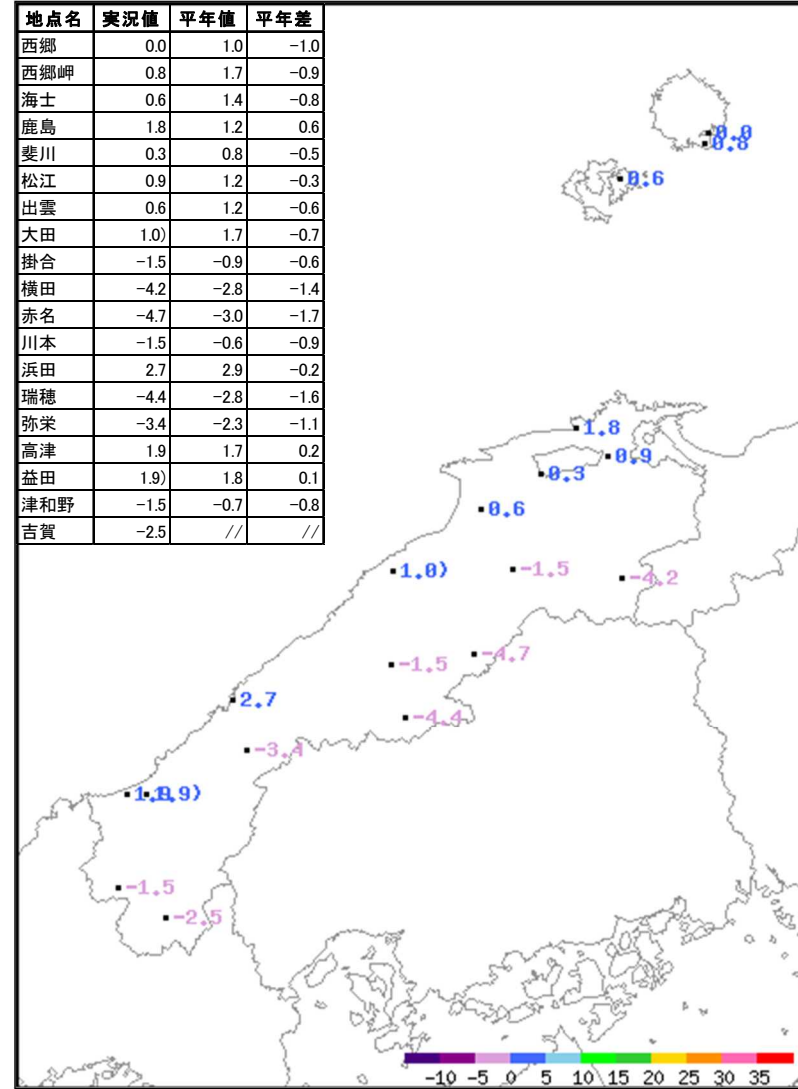 地点名 実況値 平年値 平年差
西郷 0.0 1.0 −1.0
西郷岬 0.8 1.7 −0.9
海士 0.6 1.4 −0.8
鹿島 1.8 1.2 0.6
斐川 0.3 0.8 −0.5
松江 0.9 1.2 −0.3
出雲 0.6 1.2 −0.6
大田 1.0) 1.7 −0.7
掛合 −1.5 −0.9 −0.6
横田 −4.2 −2.8 −1.4
赤名 −4.7 −3.0 −1.7
川本 −1.5 −0.6 −0.9
浜田 2.7 2.9 −0.2
瑞穂 −4.4 −2.8 −1.6
弥栄 −3.4 −2.3 −1.1
高津 1.9 1.7 0.2
益田 1.9) 1.8 0.1
津和野 −1.5 −0.7 −0.8
吉賀 −2.5 // //
0.0
0.8
0.6
1.8
0.9
0.3
0.6
1.0) -1.5 -4.2
-1.5 -4.7
2.7 -4.4
-3.4
1.9 1.9)
-1.5
-2.5
-10 -5 0 5 10 15 20 25 30 35